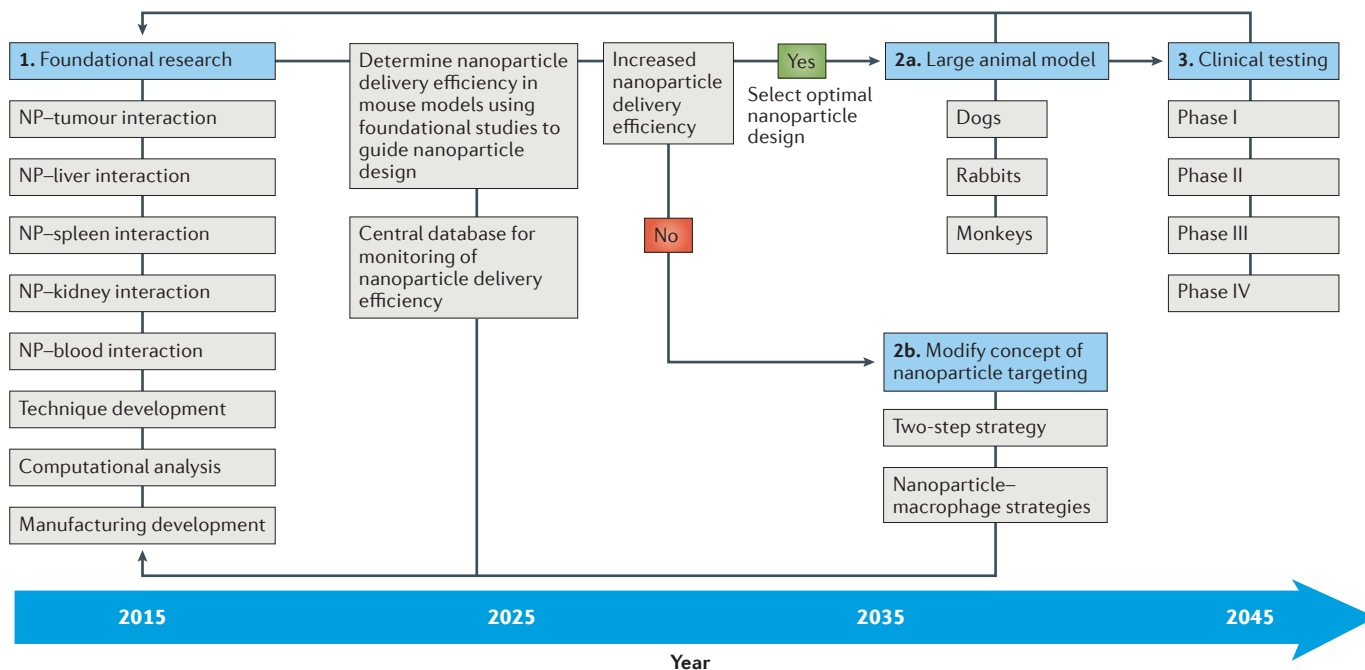 1. Foundational research
NP–tumour interaction
NP–liver interaction
NP–spleen interaction
NP–kidney interaction
NP–blood interaction
Technique development
Computational analysis
Manufacturing development
Determine nanoparticle
delivery efficiency in
mouse models using
foundational studies to
guide nanoparticle
design
Central database for
monitoring of
nanoparticle delivery
efficiency
Increased
nanoparticle
delivery
efficiency
Yes
Select optimal
nanoparticle
design
No
2a. Large animal model
Dogs
Rabbits
Monkeys
2b. Modify concept of
nanoparticle targeting
Two-step strategy
Nanoparticle–
macrophage strategies
3. Clinical testing
Phase I
Phase II
Phase III
Phase IV
2015
2025
2035
2045
Year